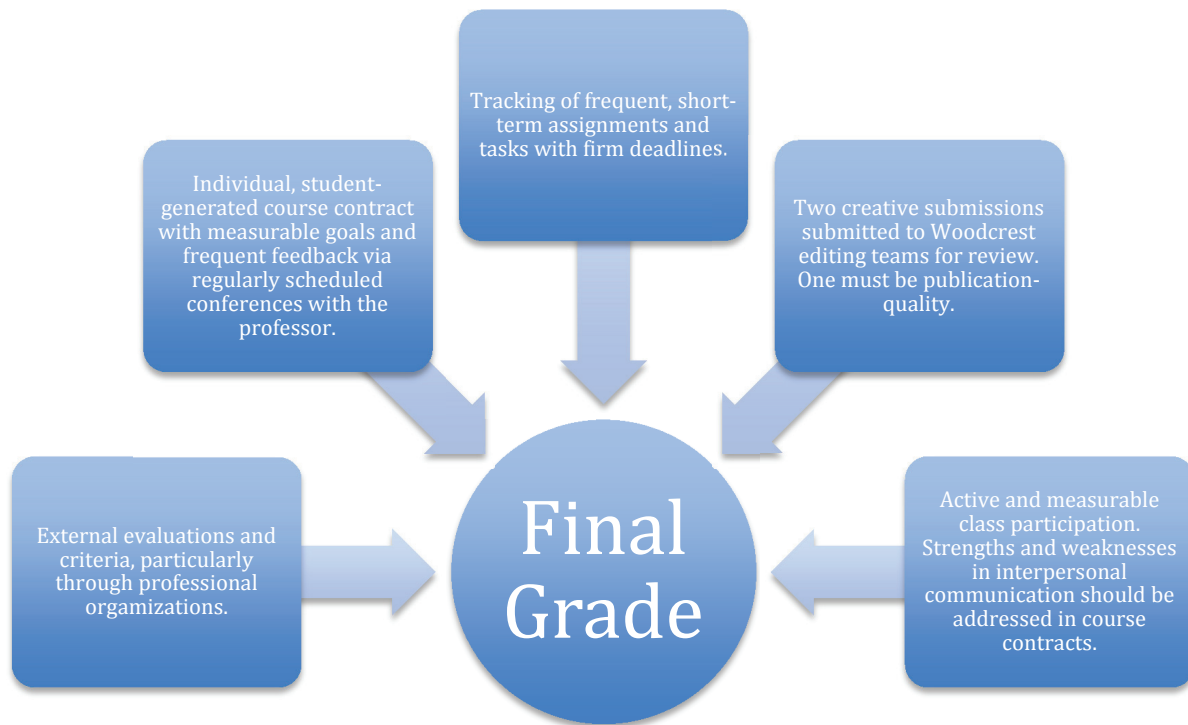 Tracking of frequent, short-
term assignments and
tasks with firm deadlines.
Individual, student-
generated course contract
with measurable goals and
frequent feedback via
regularly scheduled
conferences with the
professor.
Two creative submissions
submitted to Woodcrest
editing teams for review.
One must be publication-
quality.
External evaluations and
criteria, particularly
through professional
orgamizations.
Final
Grade
Active and measurable
class participation.
Strengths and weaknesses
in interpersonal
communication should be
addressed in course
contracts.